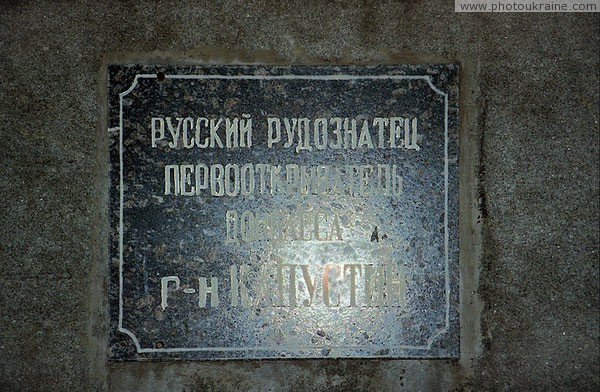 www.photoukraine.com
РУССКИЙ РУДОЗНАТЕЦ
ПЕРВООТКРЫВАТЕЛЬ
ДОНБАССА
Г-Н КАПУСТИН